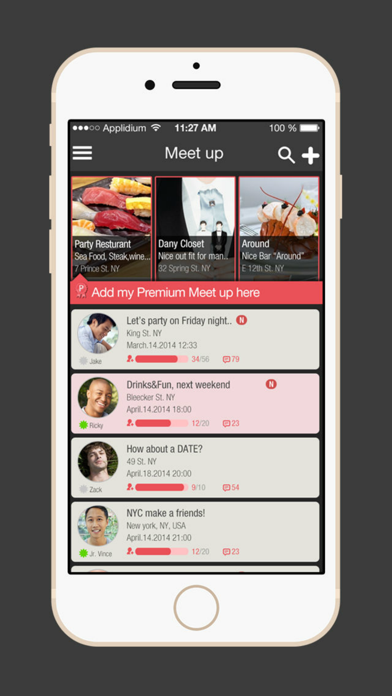 Applidium 11:27 AM 100 %
Meet up
Party Resturant
Sea Food, Steak,wine...
7 Prince St. NY
Dany Closet
Nice out fit for man..
32 Spring St. NY
Around
Nice Bar "Around"
E 12th St. NY
P Add my Premium Meet up here
Let's party on Friday night.. N
King St. NY
March.14.2014 12:33
Jake 34/56 79
Drinks&Fun, next weekend N
Bleecker St. NY
April.14.2014 18:00
Ricky 12/20 23
How about a DATE?
49 St. NY
April.18.2014 20:00
Zack 9/10 54
NYC make a friends!
New york, NY, USA
April.14.2014 21:00
Jr. Vince 12/20 23